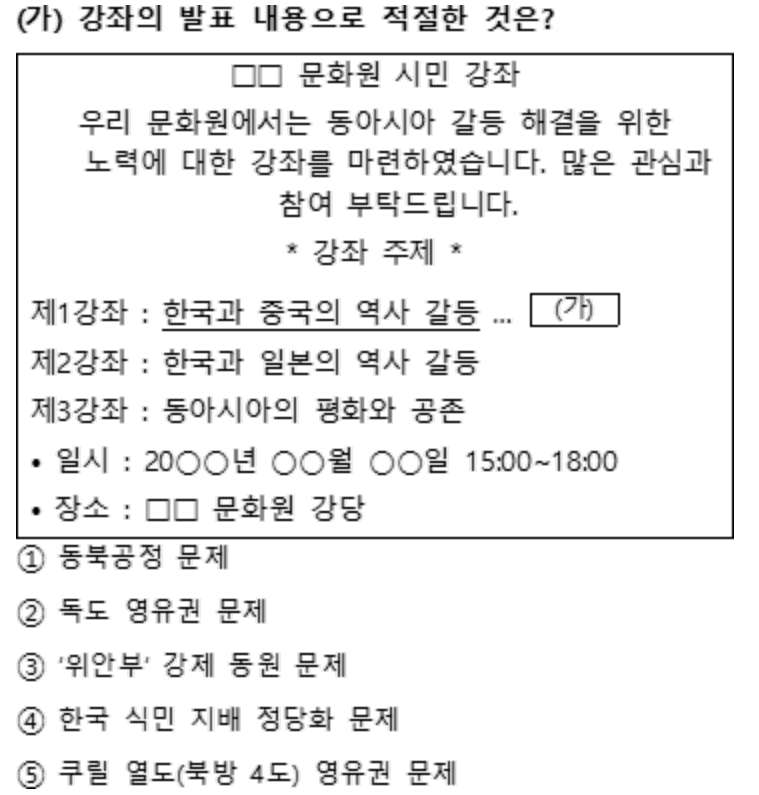 (가) 강좌의 발표 내용으로 적절한 것은?
□□ 문화원 시민 강좌
우리 문화원에서는 동아시아 갈등 해결을 위한
노력에 대한 강좌를 마련하였습니다. 많은 관심과
참여 부탁드립니다.
* 강좌 주제 *
제1강좌 : 한국과 중국의 역사 갈등 ... (가)
제2강좌 : 한국과 일본의 역사 갈등
제3강좌 : 동아시아의 평화와 공존
• 일시 : 20○○년 ○○월 ○○일 15:00~18:00
• 장소 : □□ 문화원 강당
① 동북공정 문제
② 독도 영유권 문제
③ ‘위안부’ 강제 동원 문제
④ 한국 식민 지배 정당화 문제
⑤ 쿠릴 열도(북방 4도) 영유권 문제